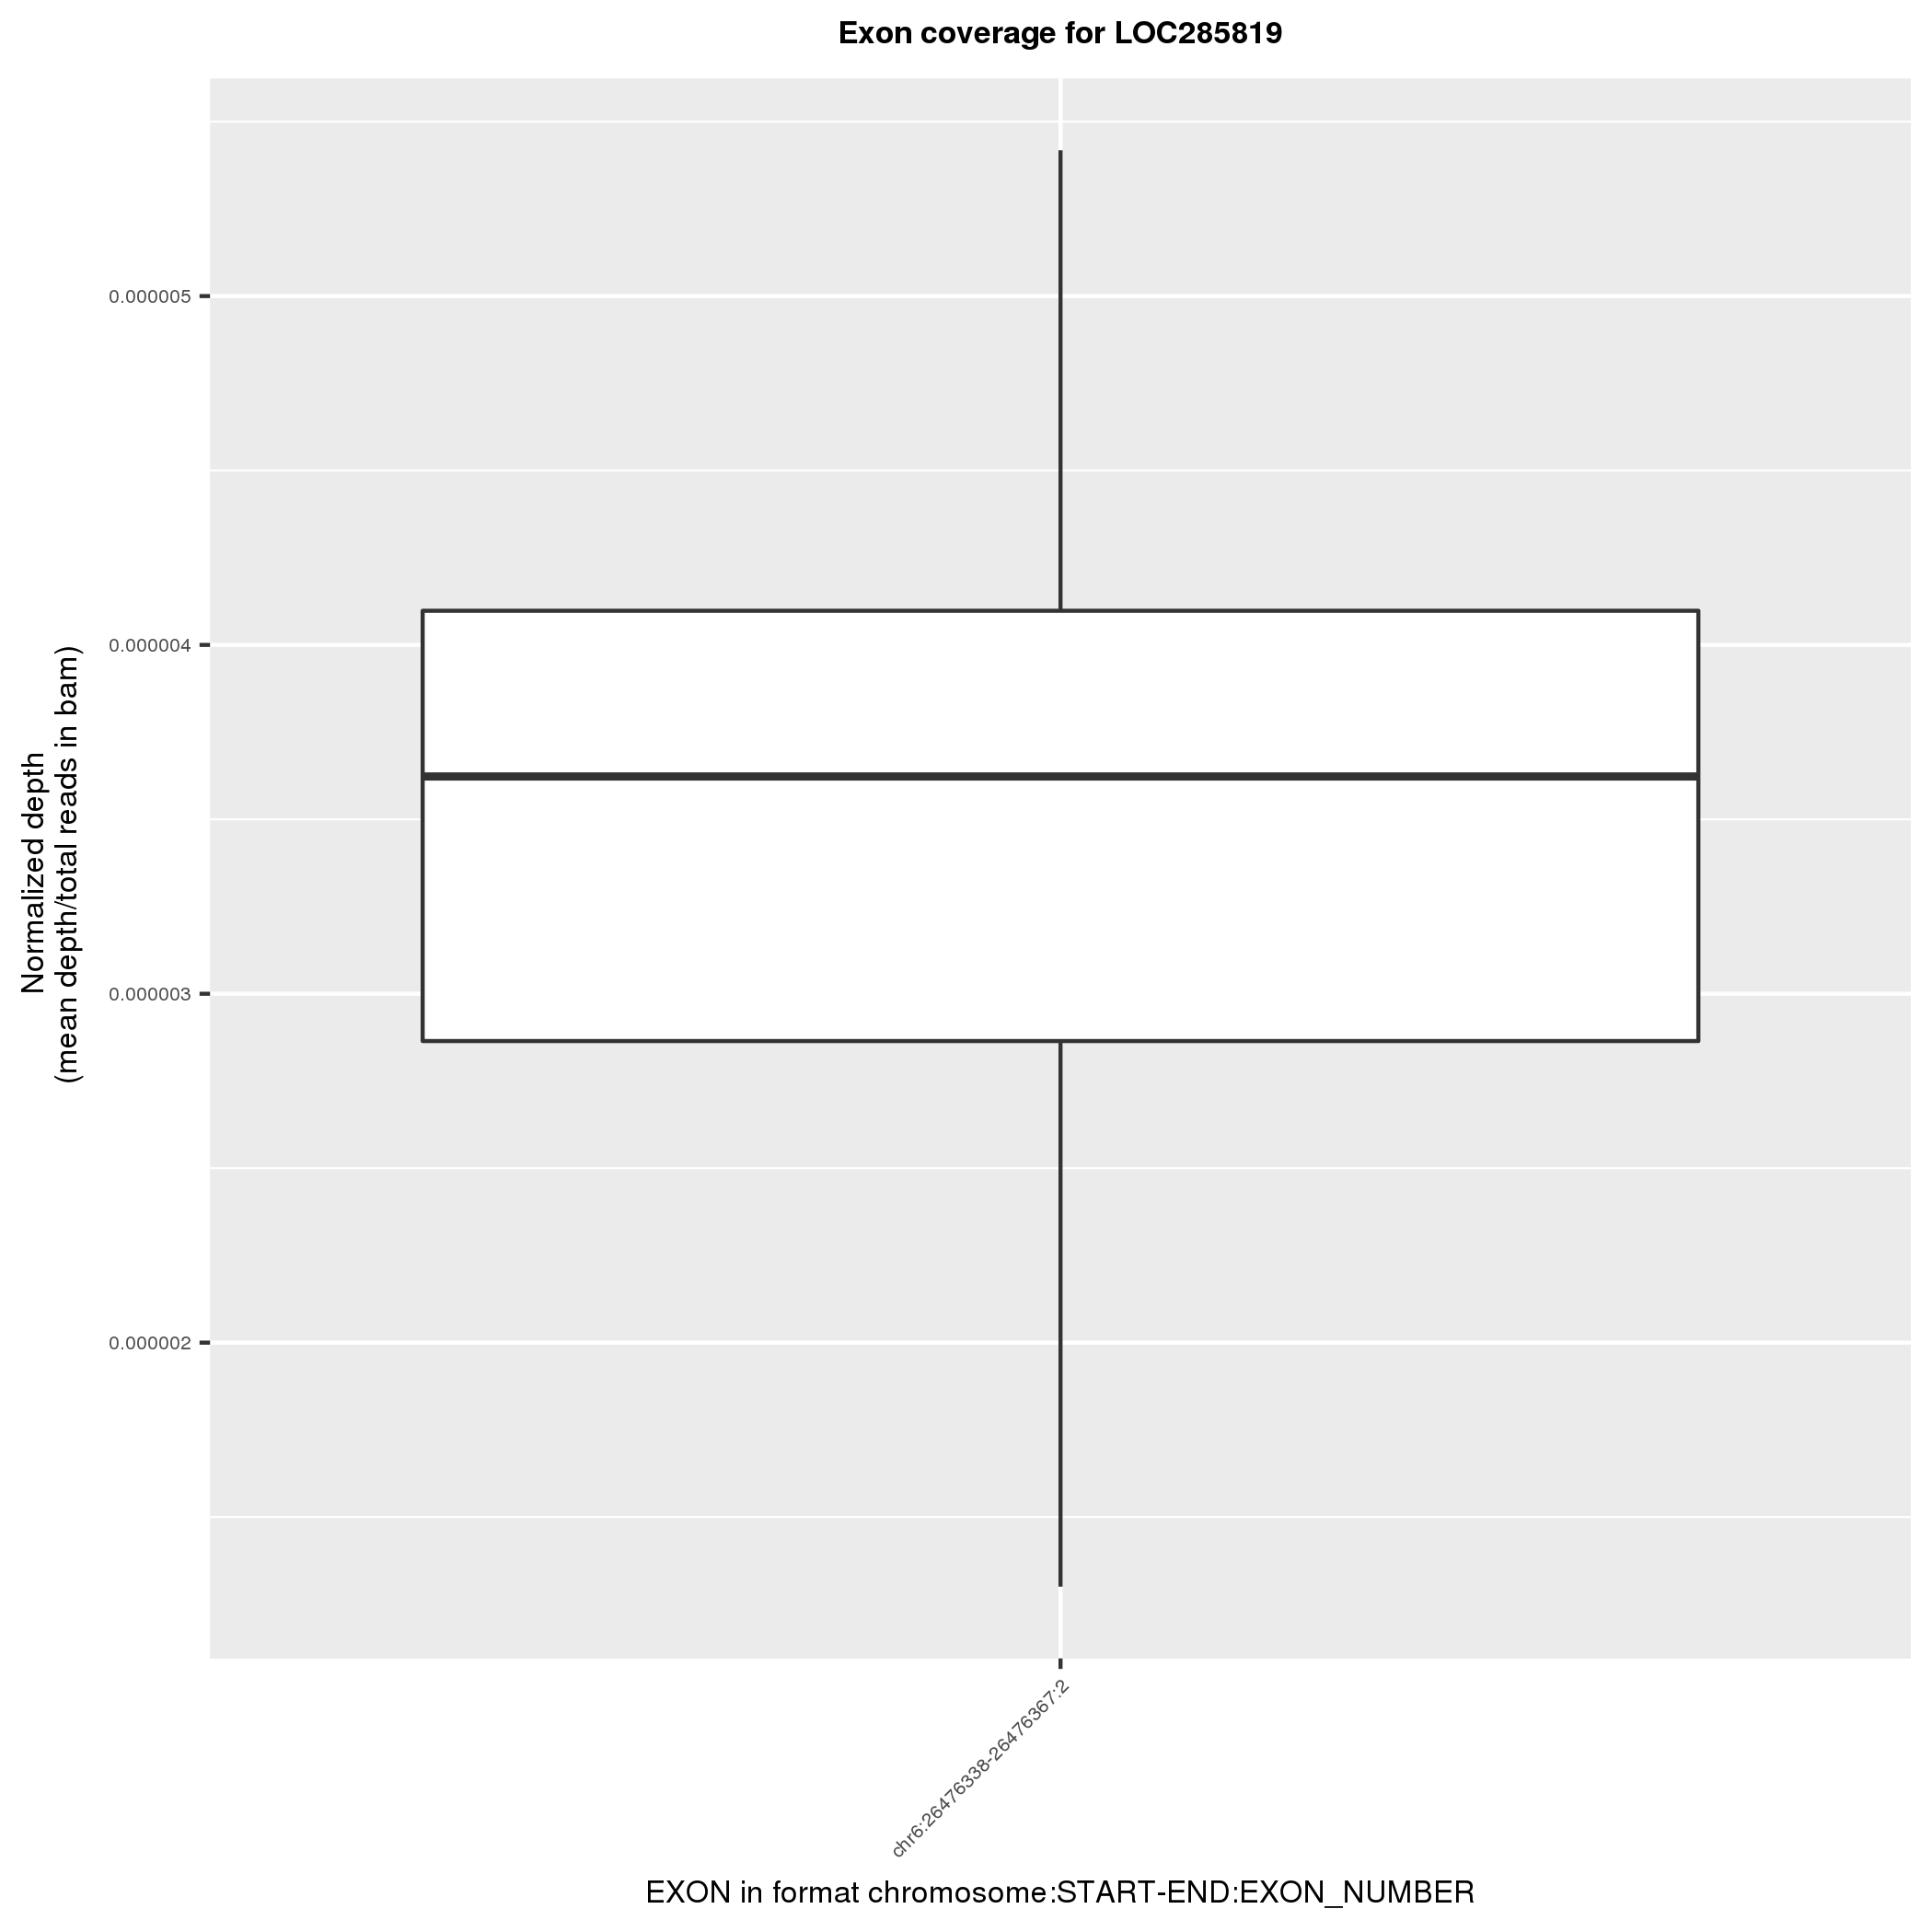 Exon coverage for LOC285819
Normalized depth
(mean depth/total reads in bam)
0.000005
0.000004
0.000003
0.000002
chr6:26476338-26476367:2
EXON in format chromosome:START-END:EXON_NUMBER